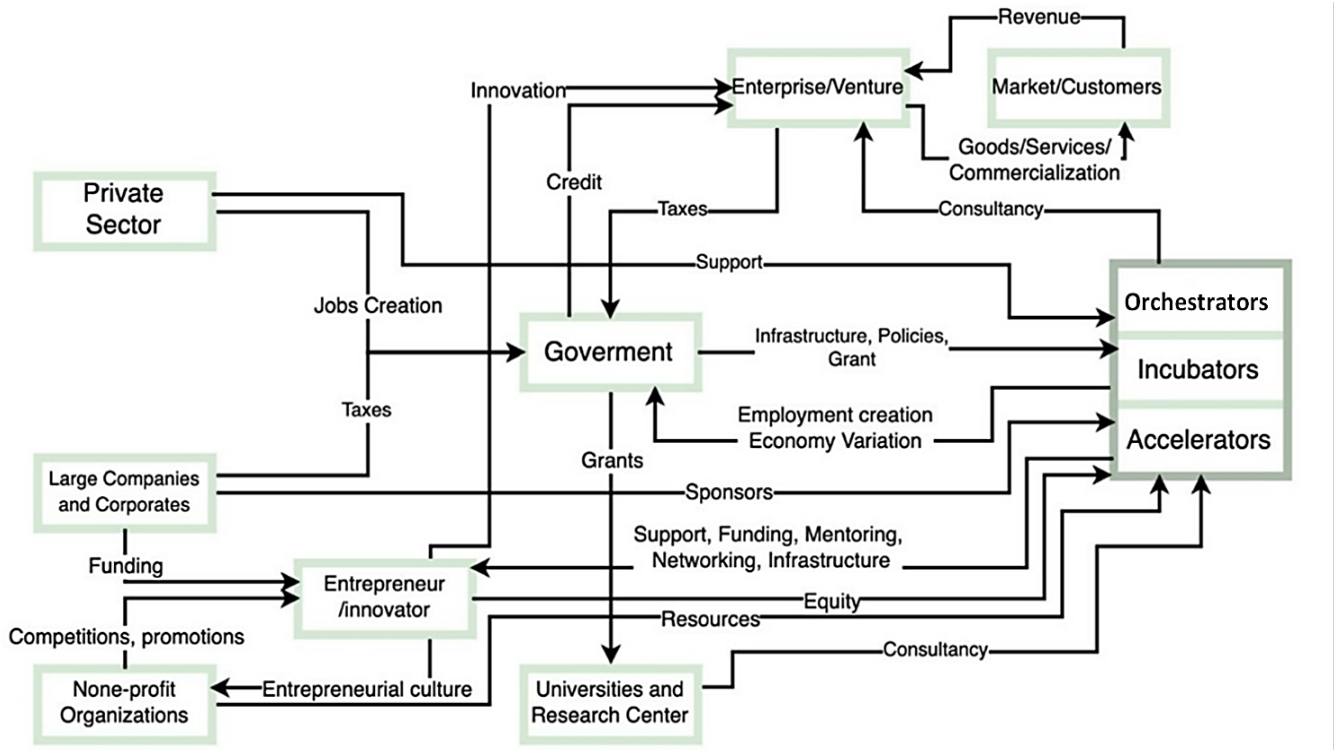 Revenue
Innovation
Enterprise/Venture
Market/Customers
Goods/Services/
Commercialization
Credit
Private
Sector
Taxes
Consultancy
Support
Jobs Creation
Orchestrators
Goverment
Infrastructure, Policies,
Grant
Incubators
Taxes
Employment creation
Economy Variation
Accelerators
Grants
Large Companies
and Corporates
Sponsors
Support, Funding, Mentoring,
Networking, Infrastructure
Funding
Entrepreneur
/innovator
Equity
Resources
Competitions, promotions
Consultancy
Entrepreneurial culture
None-profit
Organizations
Universities and
Research Center